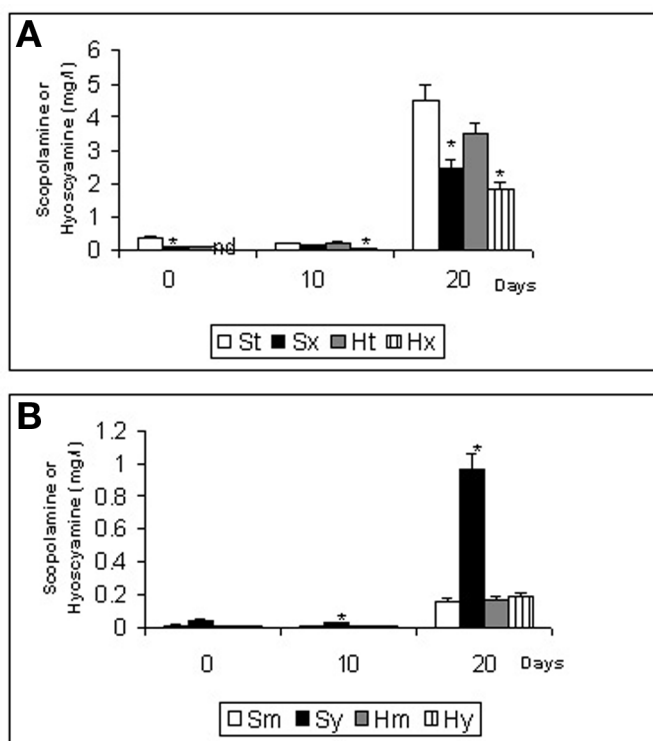 A
Scopolamine or
Hyoscyamine (mg/l)
6
5
4
3
2
1
0
* nd * * *
0 10 20 Days
St Sx Ht Hx
B
Scopolamine or
Hyoscyamine (mg/l)
1.2
1
0.8
0.6
0.4
0.2
0
* *
0 10 20 Days
Sm Sy Hm Hy